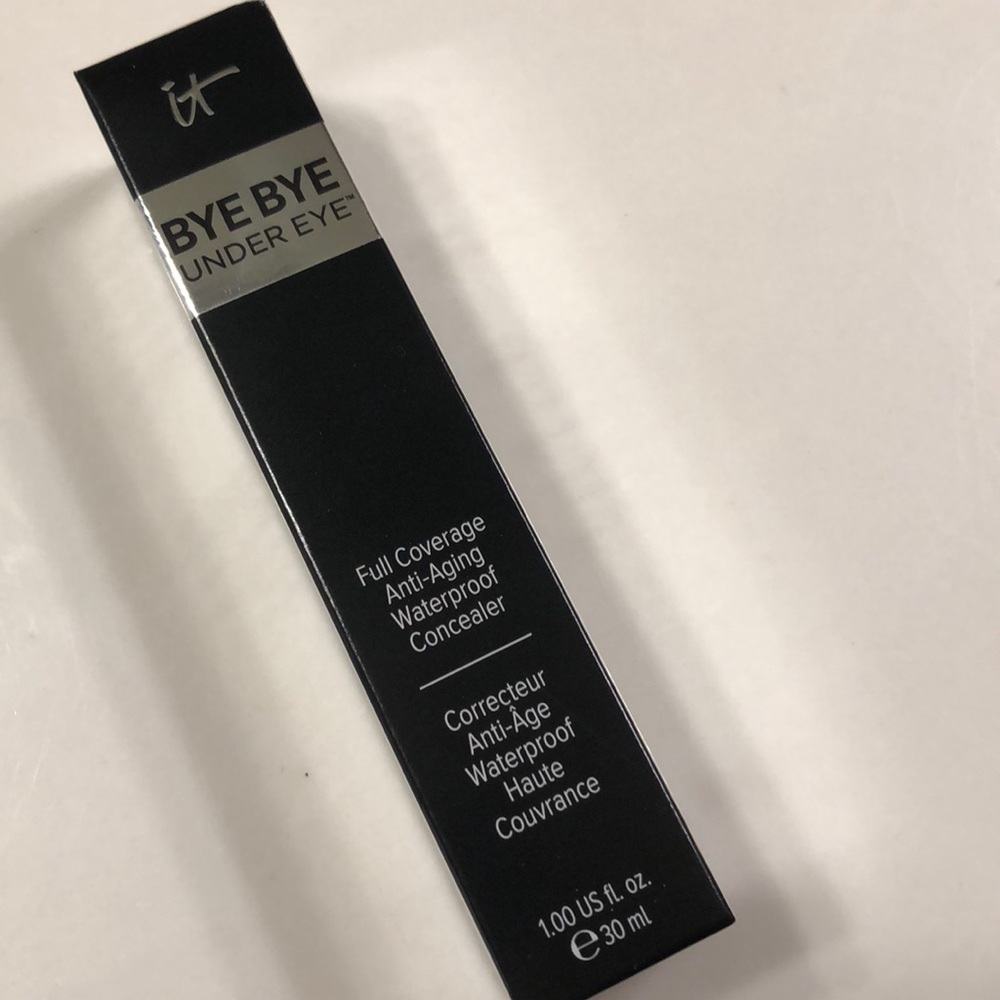 it
BYE BYE
UNDER EYE™
Full Coverage
Anti-Aging
Waterproof
Concealer
Correcteur
Anti-Âge
Waterproof
Haute
Couvrance
1.00 US fl. oz.
℮ 30 ml